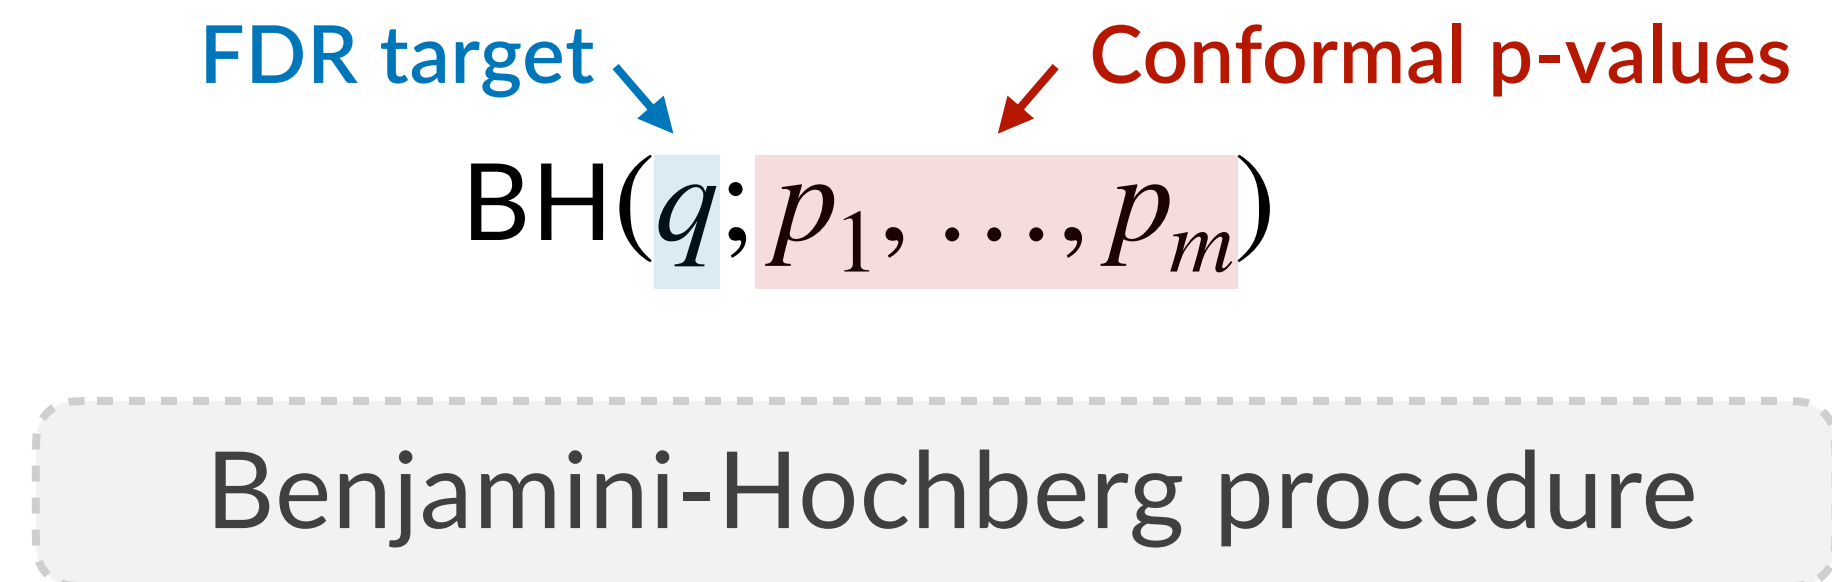 FDR target
Conformal p-values
BH(q; p₁, …, pₘ)
Benjamini-Hochberg procedure